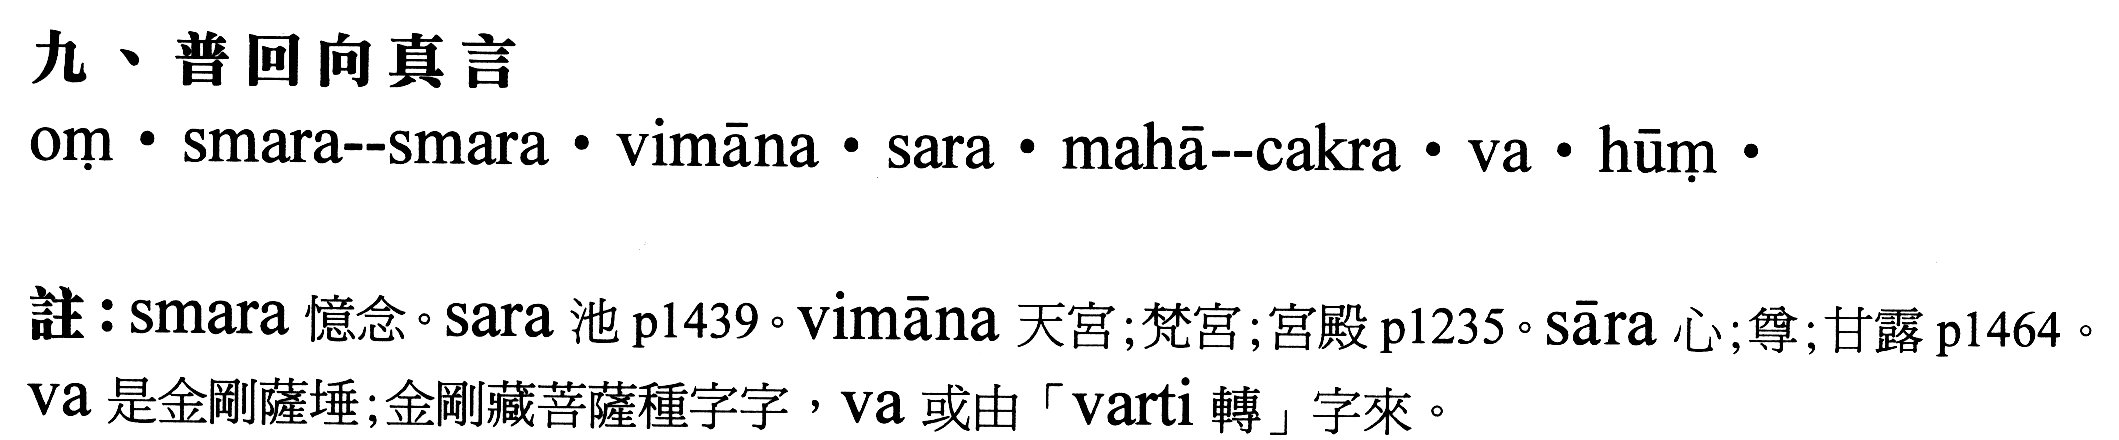 九、普回向真言
oṃ・smara--smara・vimāna・sara・mahā--cakra・va・hūṃ・
註：smara 憶念。sara 池 p1439。vimāna 天宮;梵宮;宮殿 p1235。sāra 心;尊;甘露 p1464。
va 是金剛薩埵;金剛藏菩薩種字字，va 或由「varti 轉」字來。